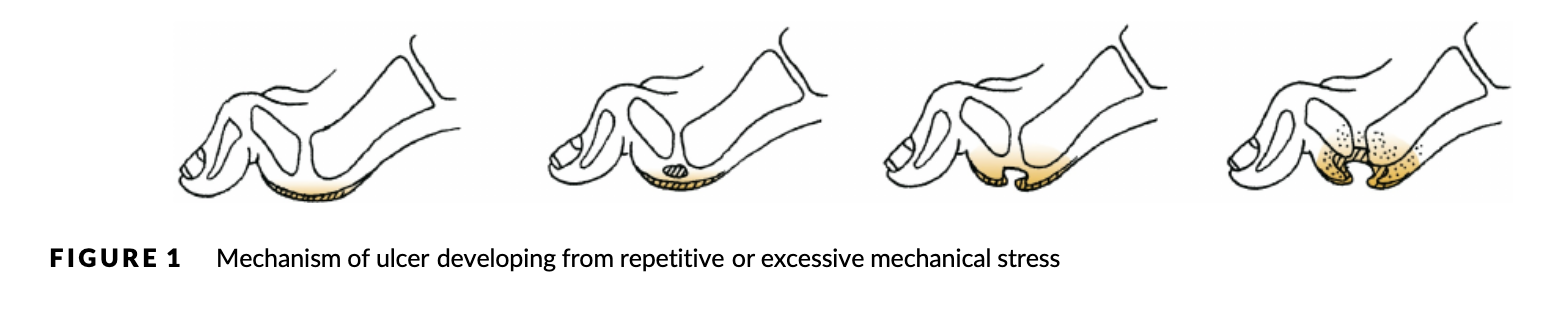 FIGURE 1 Mechanism of ulcer developing from repetitive or excessive mechanical stress